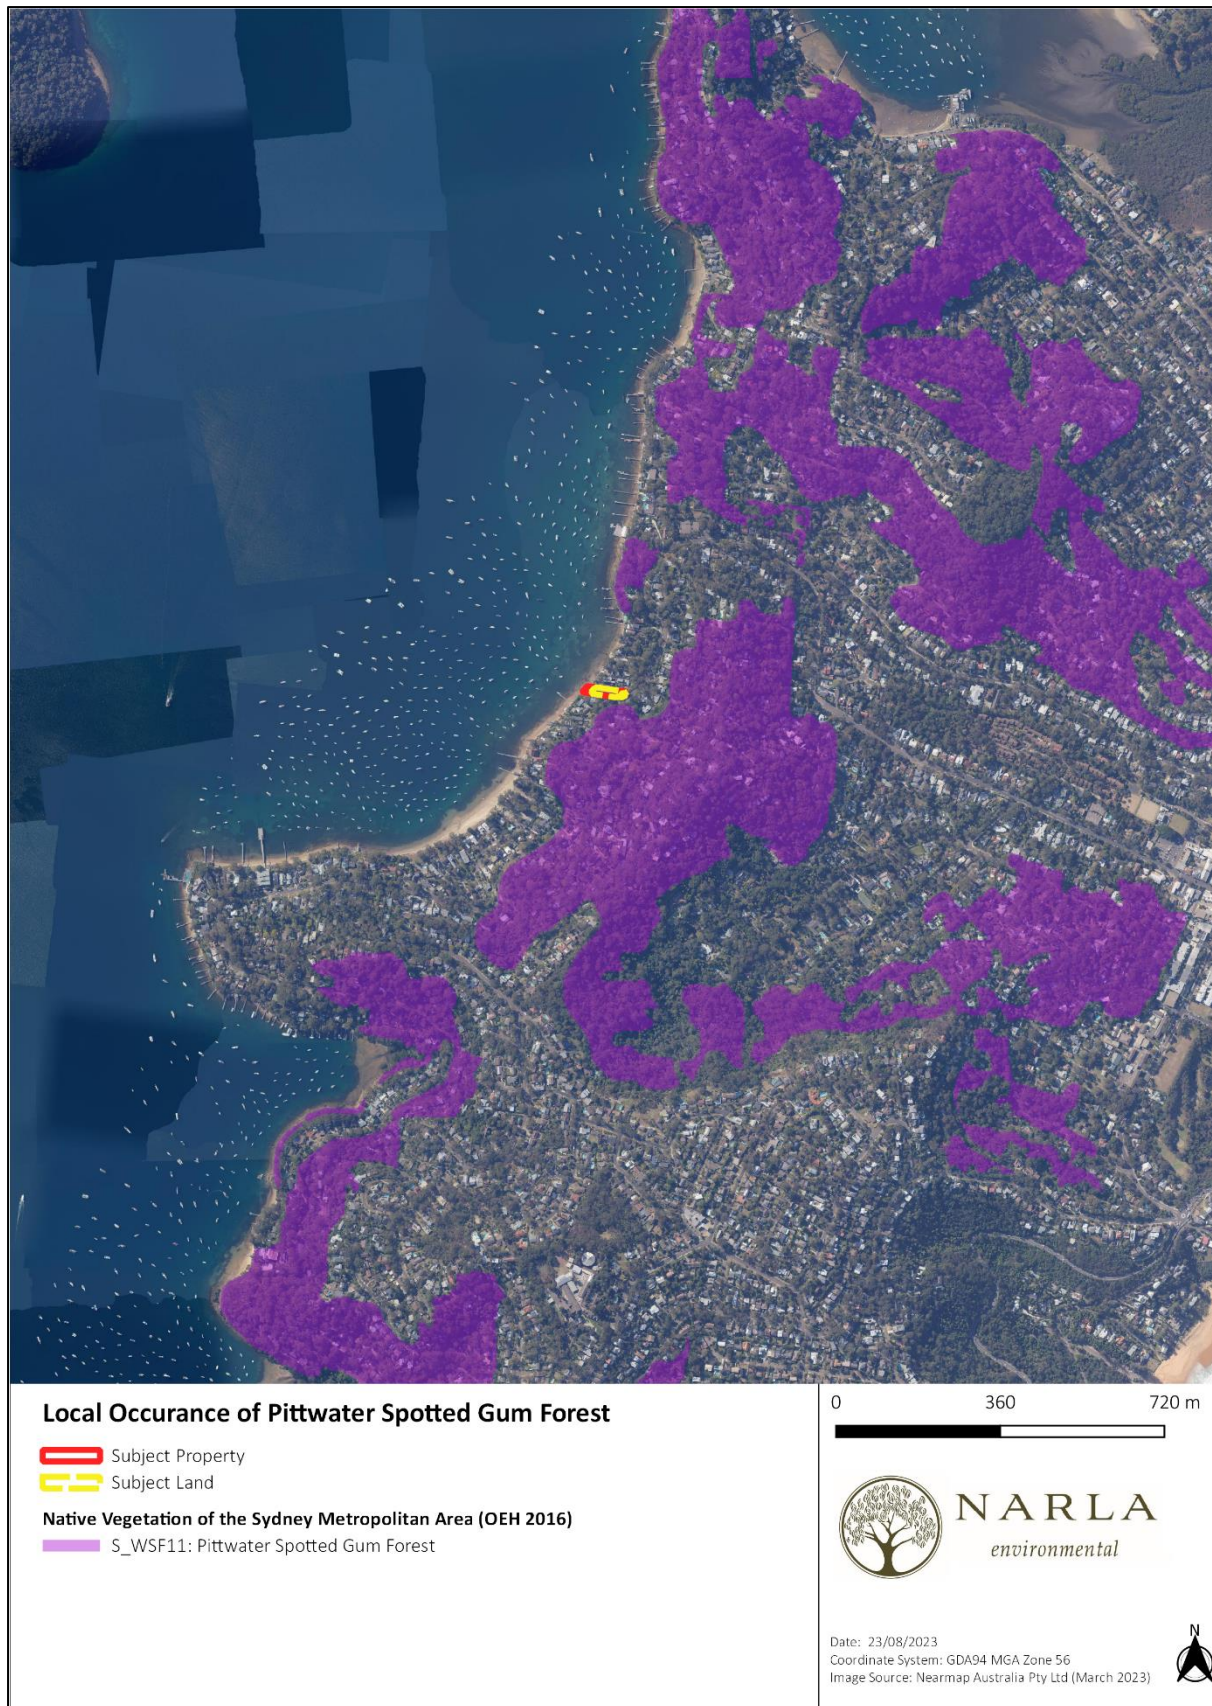 Local Occurance of Pittwater Spotted Gum Forest
Subject Property
Subject Land
Native Vegetation of the Sydney Metropolitan Area (OEH 2016)
S_WSF11: Pittwater Spotted Gum Forest
0 360 720 m
NARLA
environmental
Date: 23/08/2023
Coordinate System: GDA94 MGA Zone 56
Image Source: Nearmap Australia Pty Ltd (March 2023)
N